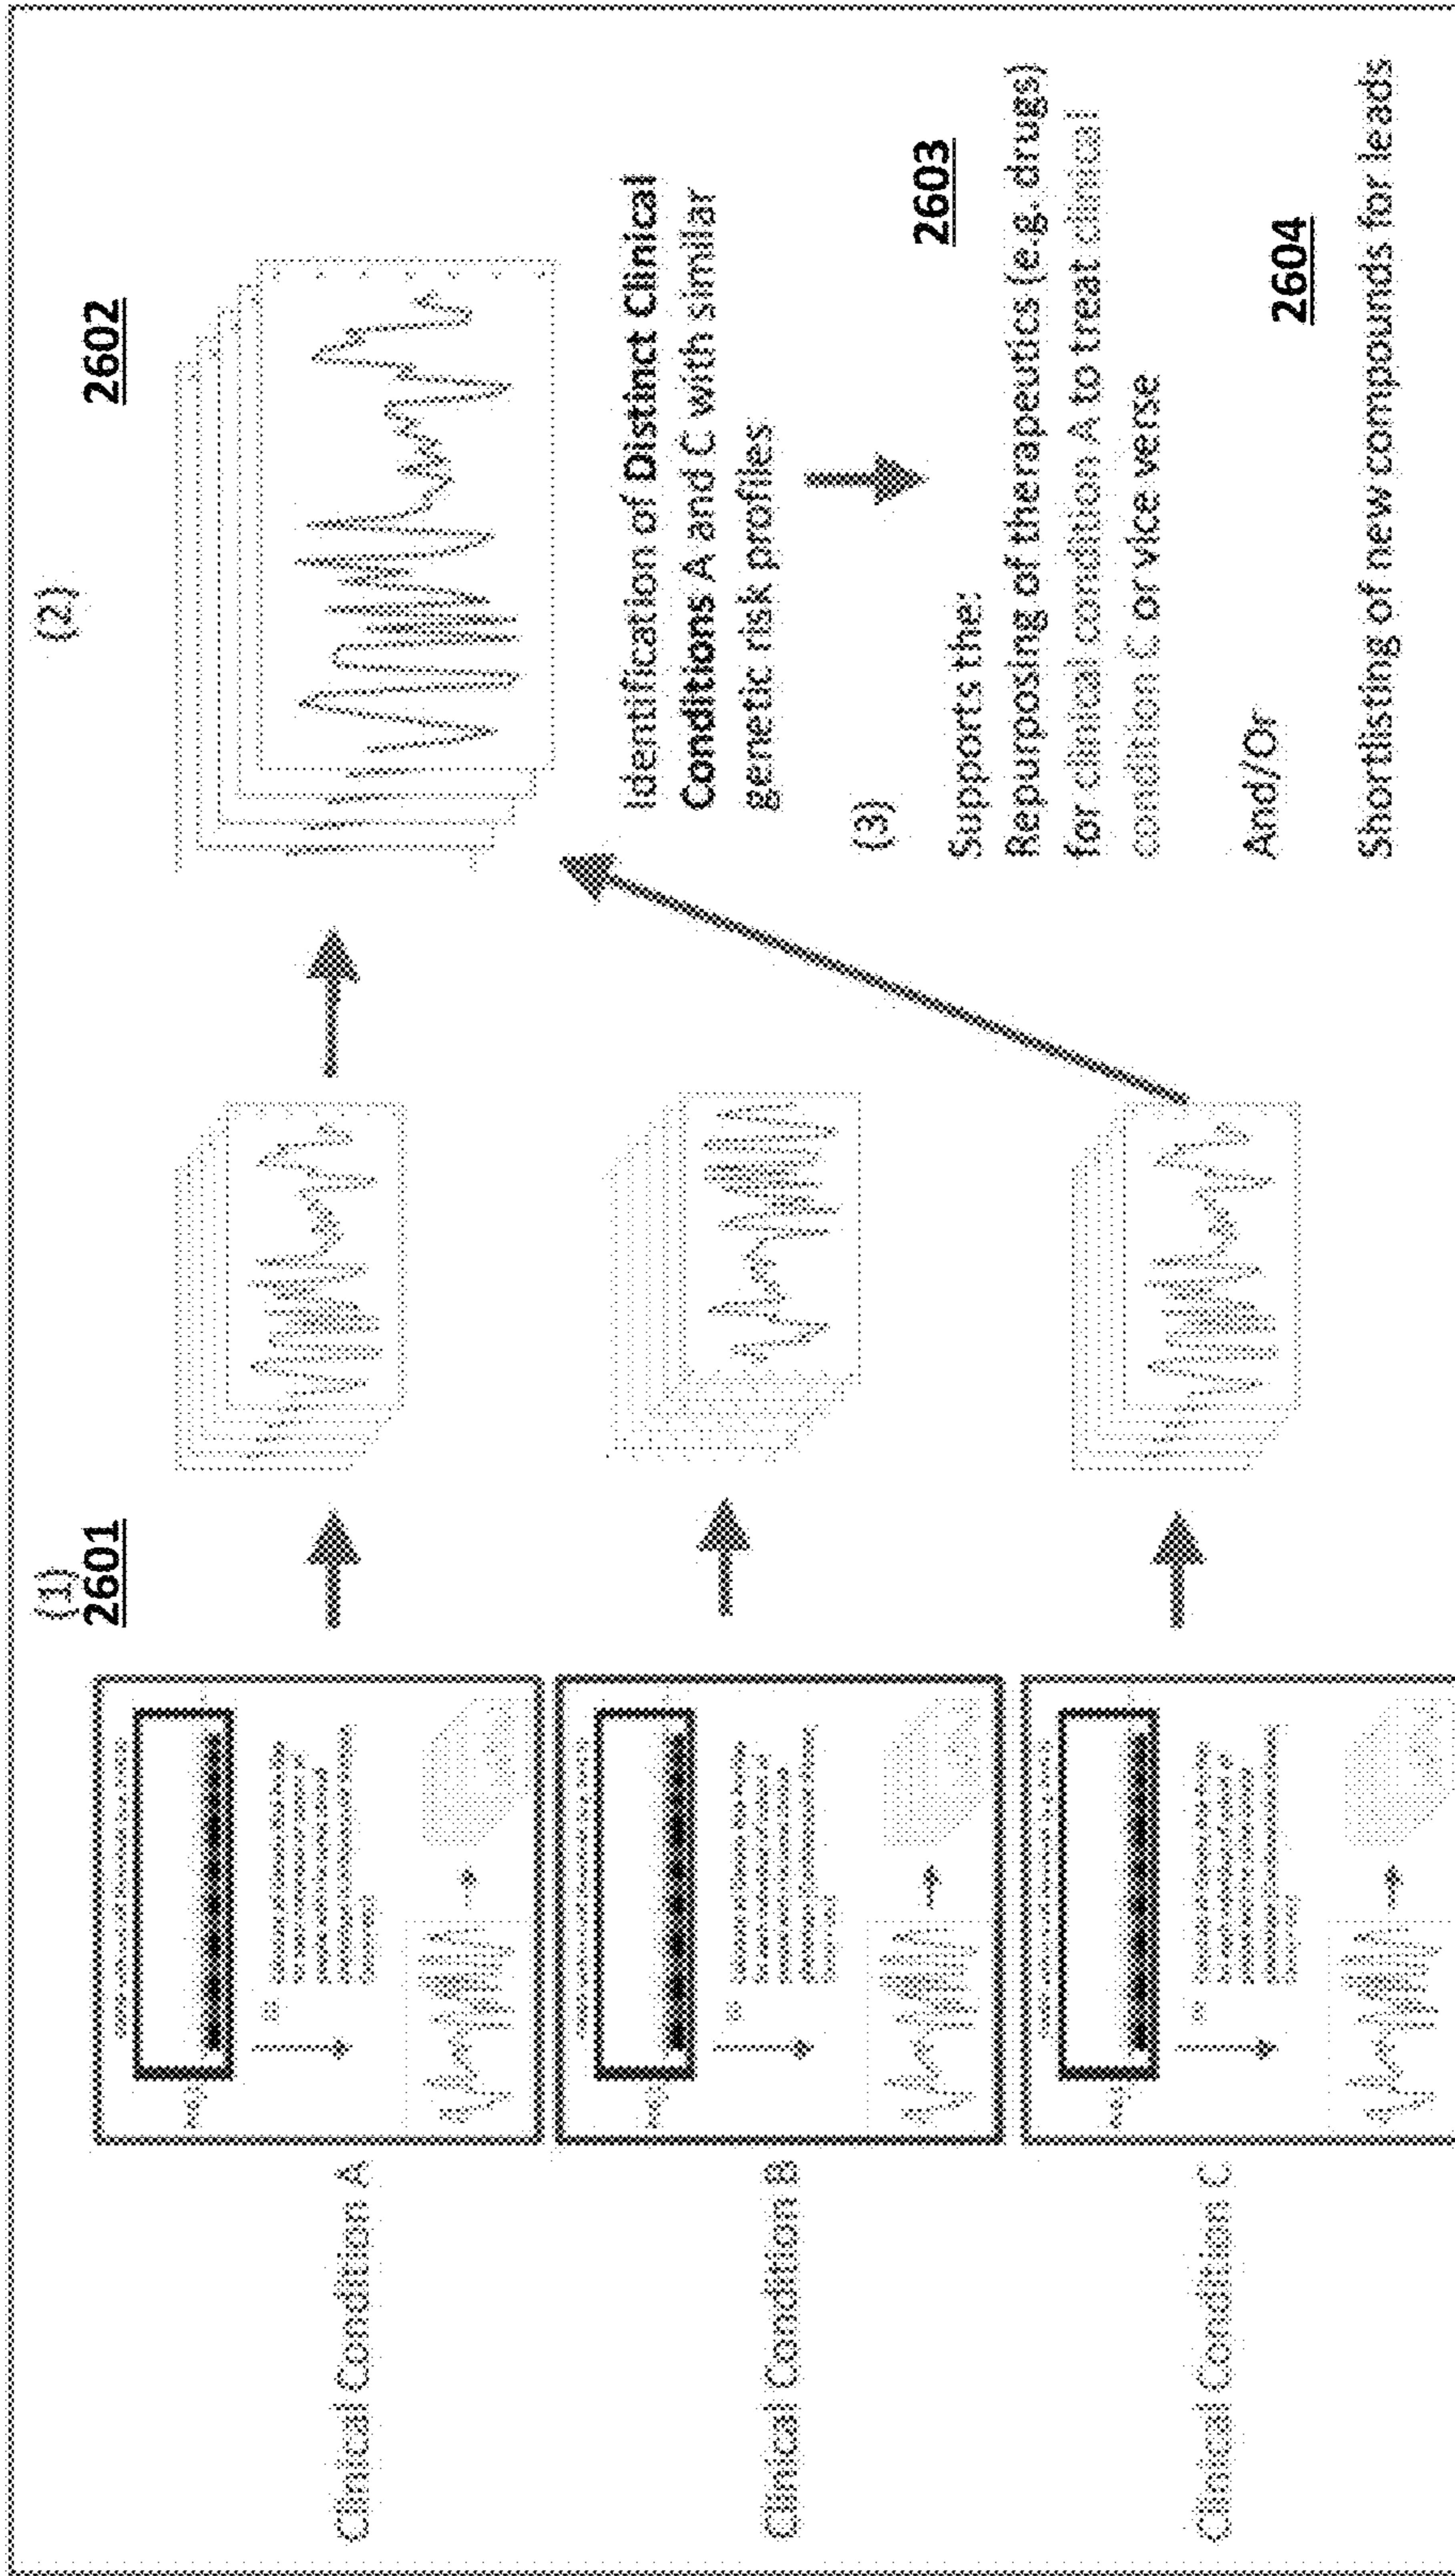 (1)
2601
(2)
2602
Clinical Condition A
Clinical Condition B
Clinical Condition C
Identification of Distinct Clinical
Conditions A and C with similar
genetic risk profiles
(3)
2603
Supports the:
Repurposing of therapeutics (e.g. drugs)
for clinical condition A to treat clinical
condition C or vice verse
And/Or
2604
Shortlisting of new compounds for leads